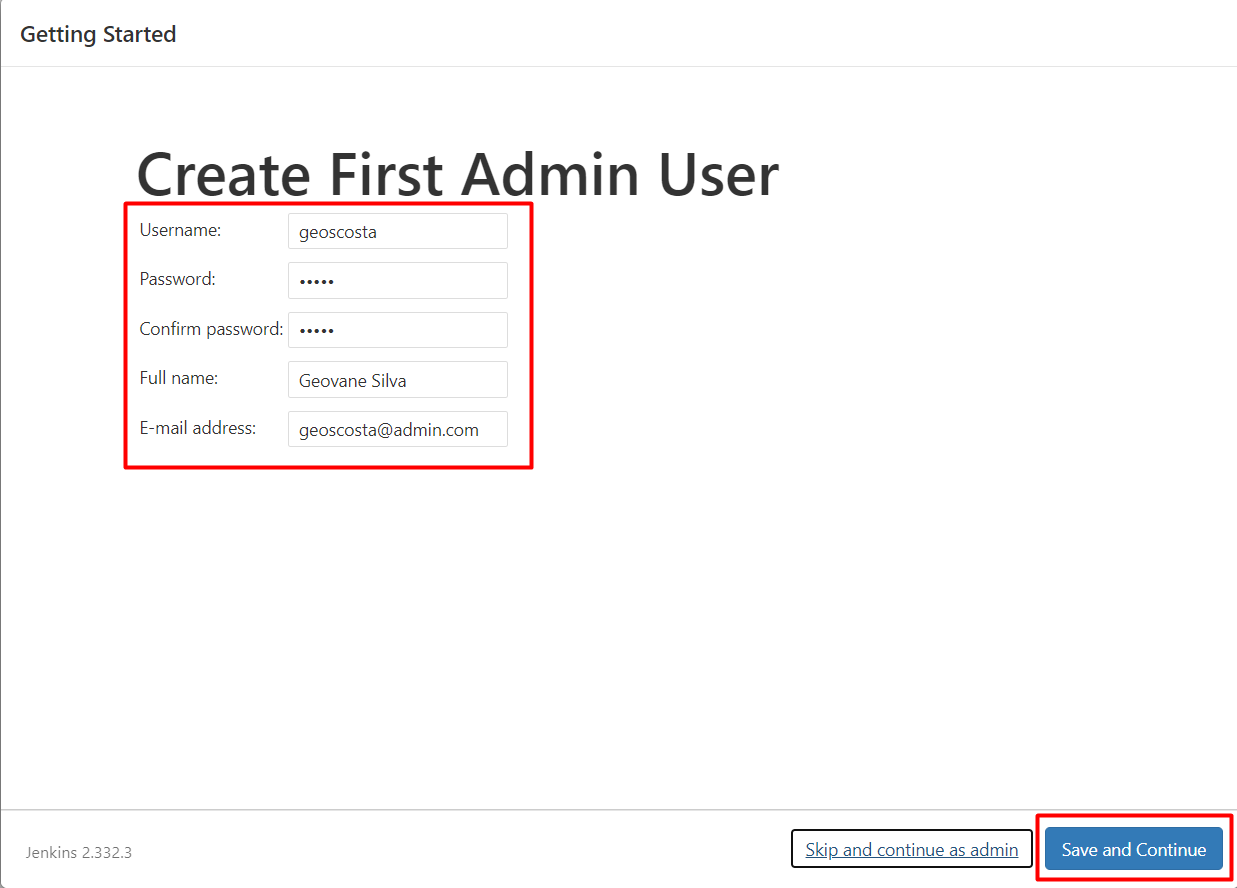 Getting Started
Create First Admin User
Username: geoscosta
Password: •••••
Confirm password: •••••
Full name: Geovane Silva
E-mail address: geoscosta@admin.com
Jenkins 2.332.3 Skip and continue as admin Save and Continue